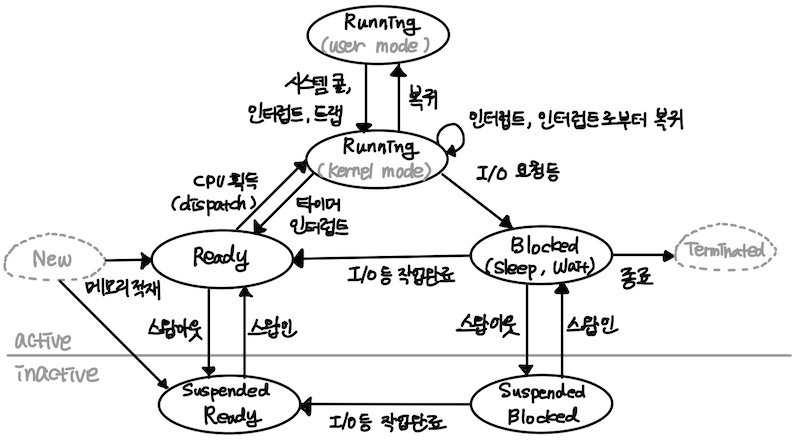 Running
(user mode)
시스템 콜,
인터럽트, 트랩
복귀
Running
(kernel mode)
인터럽트, 인터럽트로부터 복귀
CPU 획득
(dispatch)
타이머
인터럽트
I/O 요청 등
New
메모리 적재
Ready
I/O 등 작업완료
Blocked
(sleep, wait)
종료
Terminated
스왑아웃
스왑인
스왑아웃
스왑인
active
inactive
Suspended
Ready
I/O 등 작업완료
Suspended
Blocked